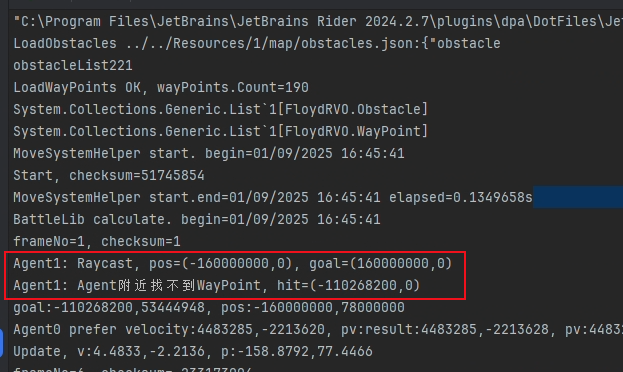 "C:\Program Files\JetBrains\JetBrains Rider 2024.2.7\plugins\dpa\DotFiles\Je
LoadObstacles ../../Resources/1/map/obstacles.json:{"obstacle
obstacleList221
LoadWayPoints OK, wayPoints.Count=190
System.Collections.Generic.List`1[FloydRVO.Obstacle]
System.Collections.Generic.List`1[FloydRVO.WayPoint]
MoveSystemHelper start. begin=01/09/2025 16:45:41
Start, checksum=51745854
MoveSystemHelper start.end=01/09/2025 16:45:41 elapsed=0.1349658s
BattleLib calculate. begin=01/09/2025 16:45:41
frameNo=1, checksum=1
Agent1: Raycast, pos=(-160000000,0), goal=(160000000,0)
Agent1: Agent附近找不到WayPoint, hit=(-110268200,0)
goal:-110268200,53444948, pos:-160000000,78000000
Agent0 prefer velocity:4483285,-2213620, pv:result:4483285,-2213628, pv:4483
Update, v:4.4833,-2.2136, p:-158.8792,77.4466